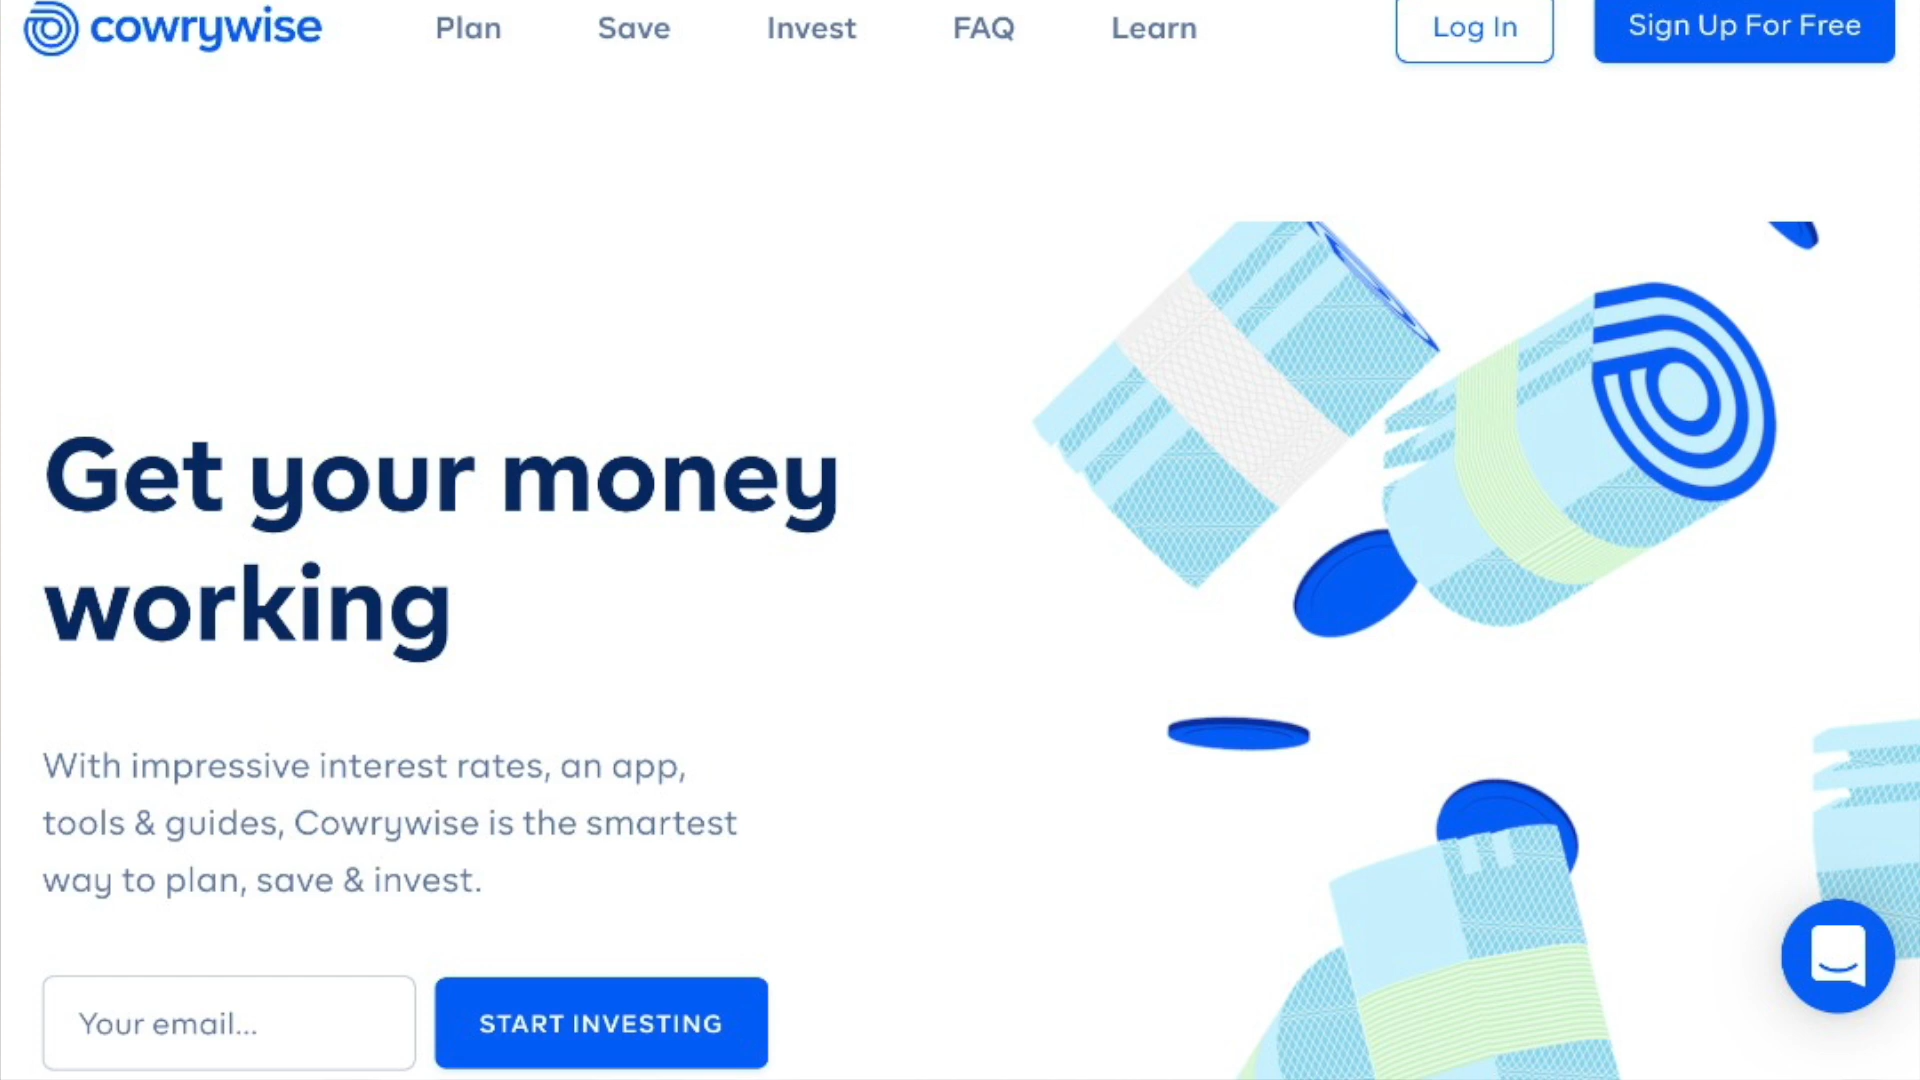 cowrywise
Plan
Save
Invest
FAQ
Learn
Log In
Sign Up For Free
Get your money
working
With impressive interest rates, an app,
tools & guides, Cowrywise is the smartest
way to plan, save & invest.
Your email...
START INVESTING